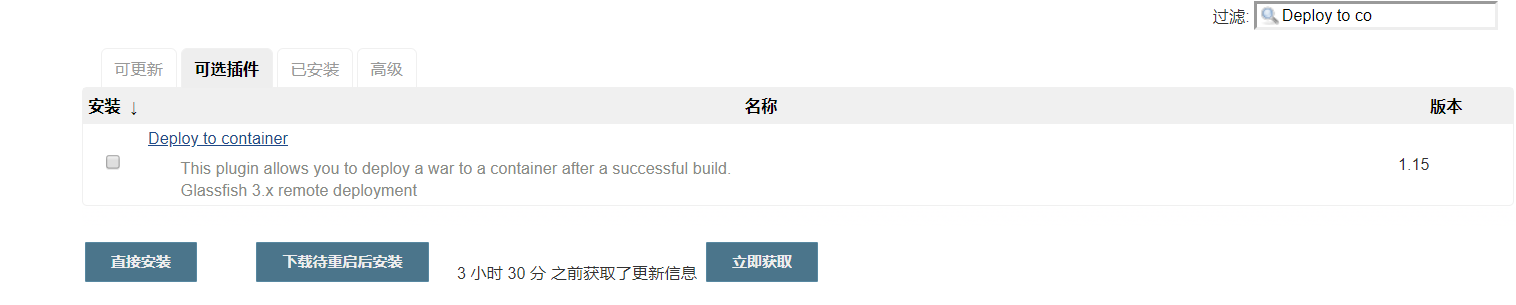 过滤: Deploy to co
可更新 可选插件 已安装 高级
安装 ↓ 名称 版本
Deploy to container
This plugin allows you to deploy a war to a container after a successful build.
Glassfish 3.x remote deployment
1.15
直接安装 下载待重启后安装 3 小时 30 分 之前获取了更新信息 立即获取